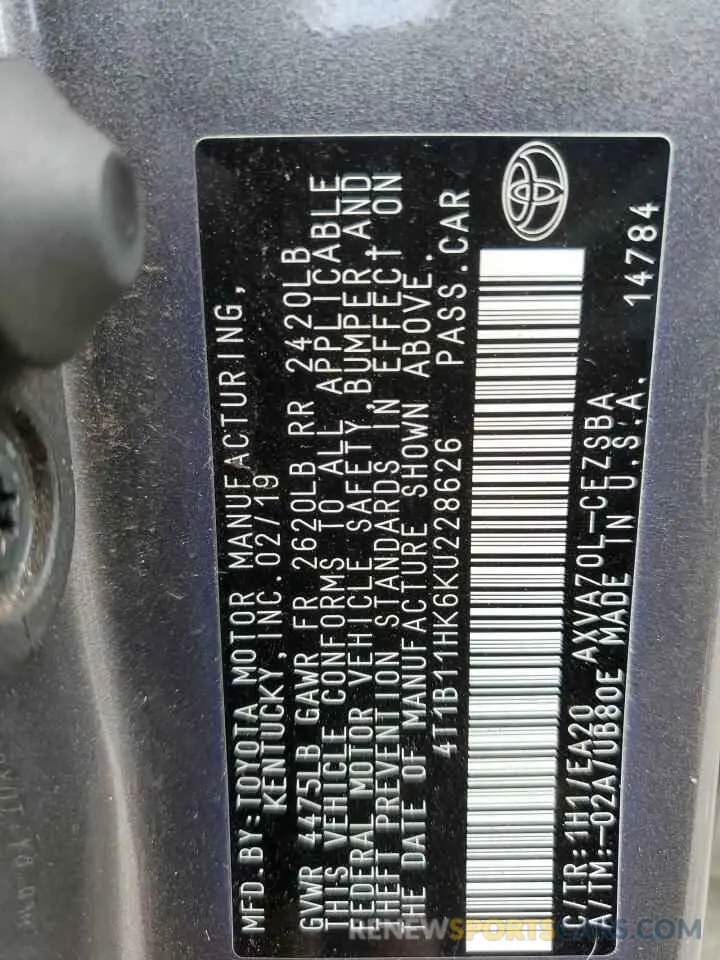 MFD.BY:TOYOTA MOTOR MANUFACTURING,
KENTUCKY,INC.02/19
GVWR 4475LB GAWR FR 2620LB RR 2420LB
THIS VEHICLE CONFORMS TO ALL APPLICABLE
FEDERAL MOTOR VEHICLE SAFETY,BUMPER,AND
THEFT PREVENTION STANDARDS IN EFFECT ON
THE DATE OF MANUFACTURE SHOWN ABOVE.
4T1B11HK6KU228626 PASS.CAR
C/TR:1H1/EA20 AXVA70L-CEZSBA
A/TM:-02A/UB80E MADE IN U.S.A. 14784
RENEWSPORTSCARS.COM